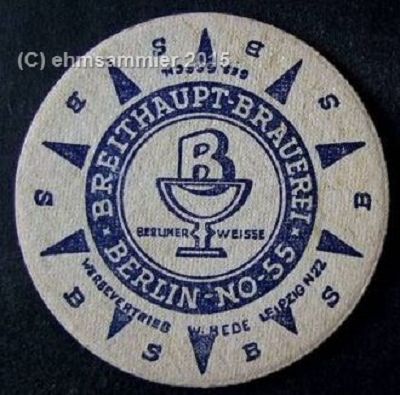 (C) ehmsammler 2015
BREITHAUPT-BRAUEREI
BERLIN-NO-55
B
BERLINER WEISSE
S B B S B S B S B S
WERBEVERTRIEB W. HEDE LEIPZIG N22